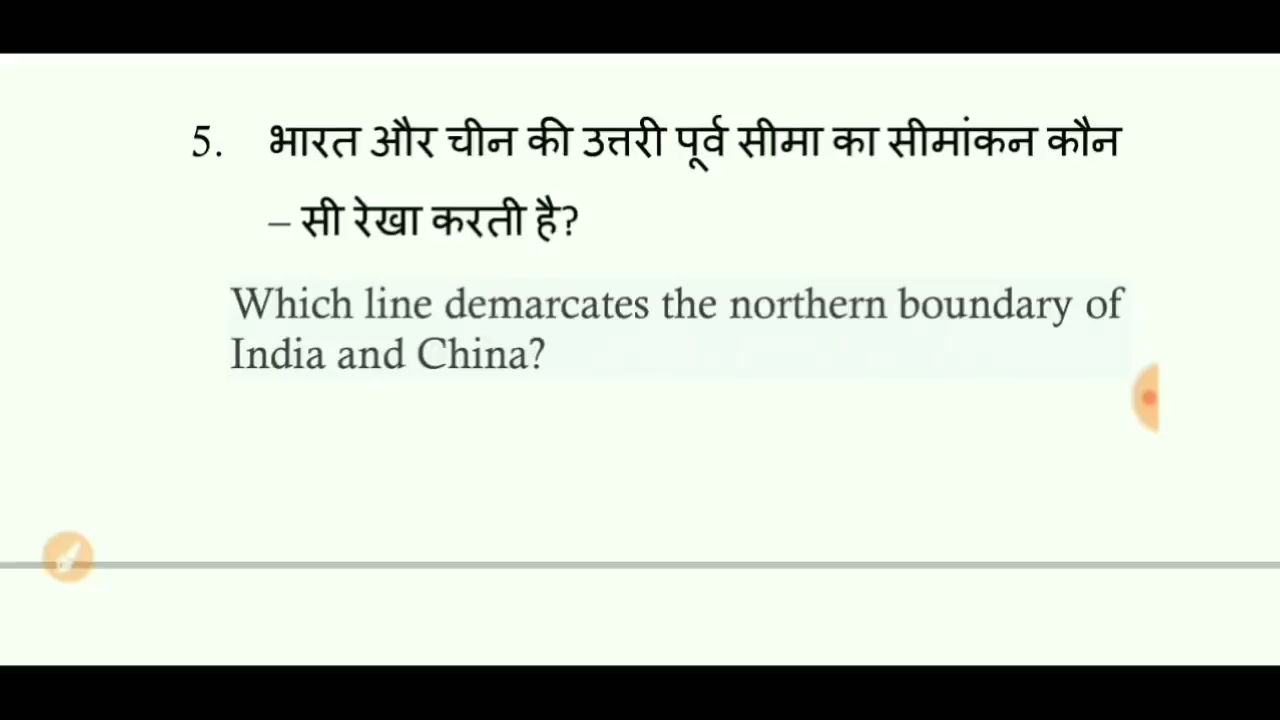 5. भारत और चीन की उत्तरी पूर्व सीमा का सीमांकन कौन
– सी रेखा करती है?
Which line demarcates the northern boundary of
India and China?